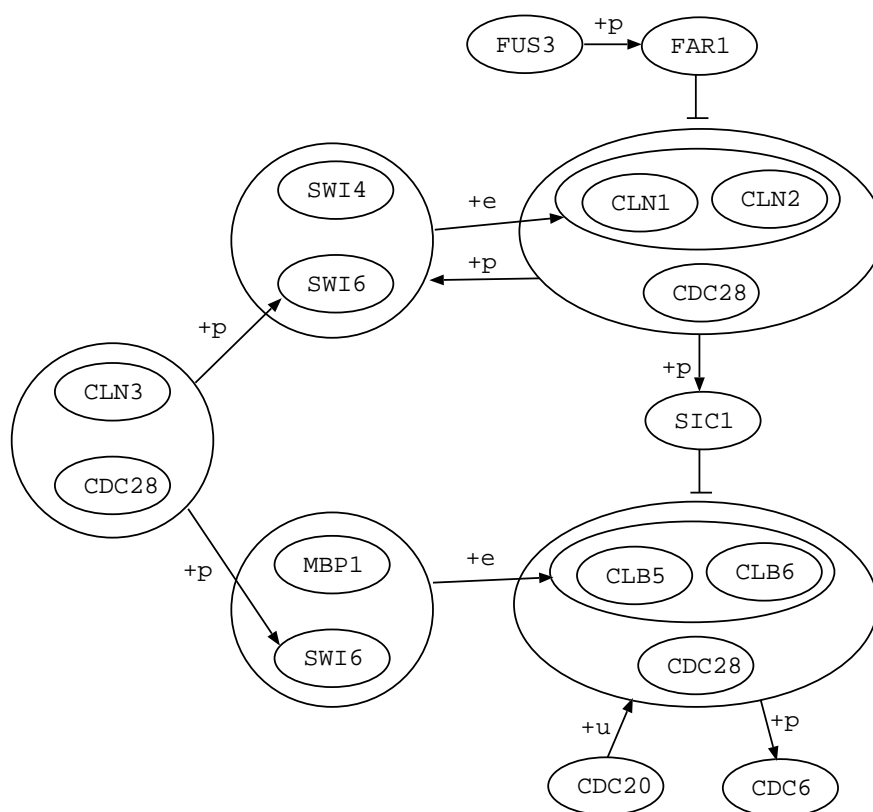 +p
FUS3
FAR1
SWI4
+e
CLN1
CLN2
SWI6
+p
CDC28
+p
+p
CLN3
SIC1
CDC28
+p
MBP1
+e
CLB5
CLB6
SWI6
CDC28
+u
+p
CDC20
CDC6